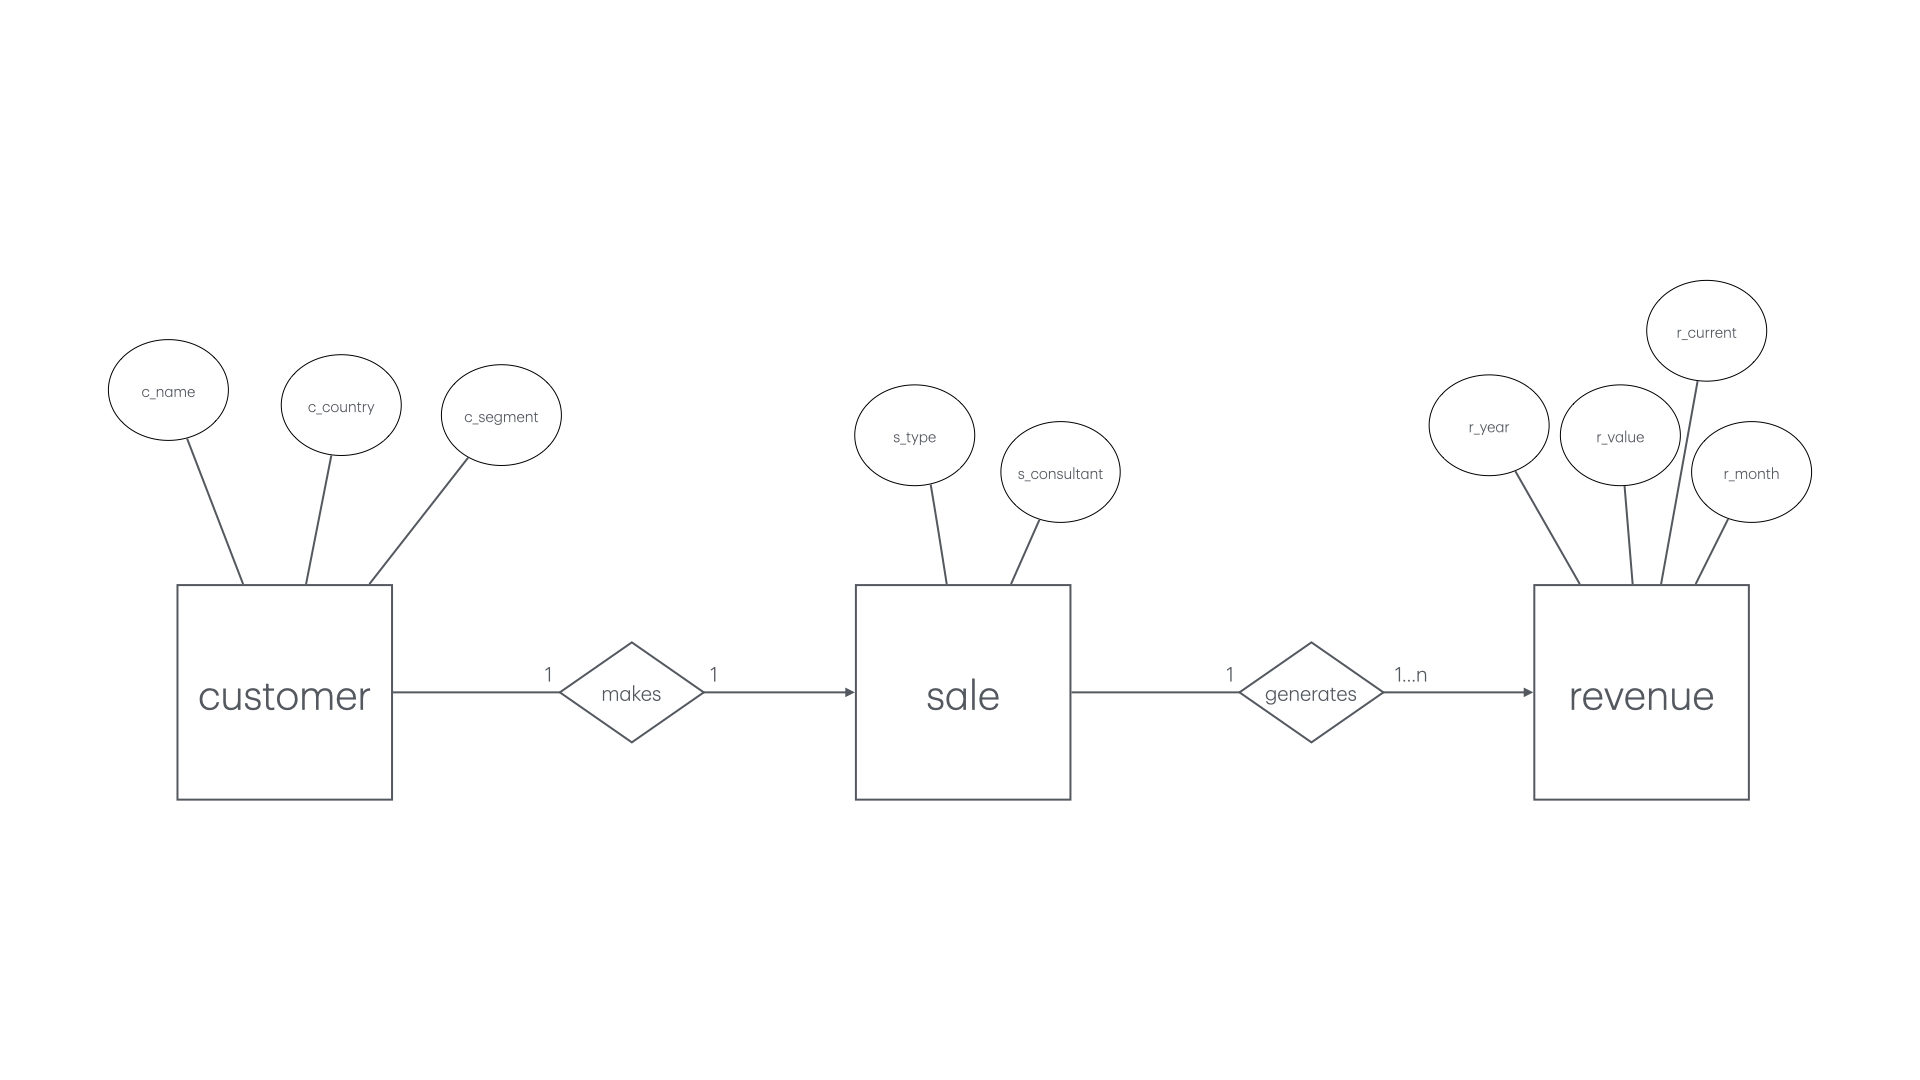 r_current
c_name
c_country
c_segment
s_type
s_consultant
r_year
r_value
r_month
customer
1
makes
1
sale
1
generates
1...n
revenue